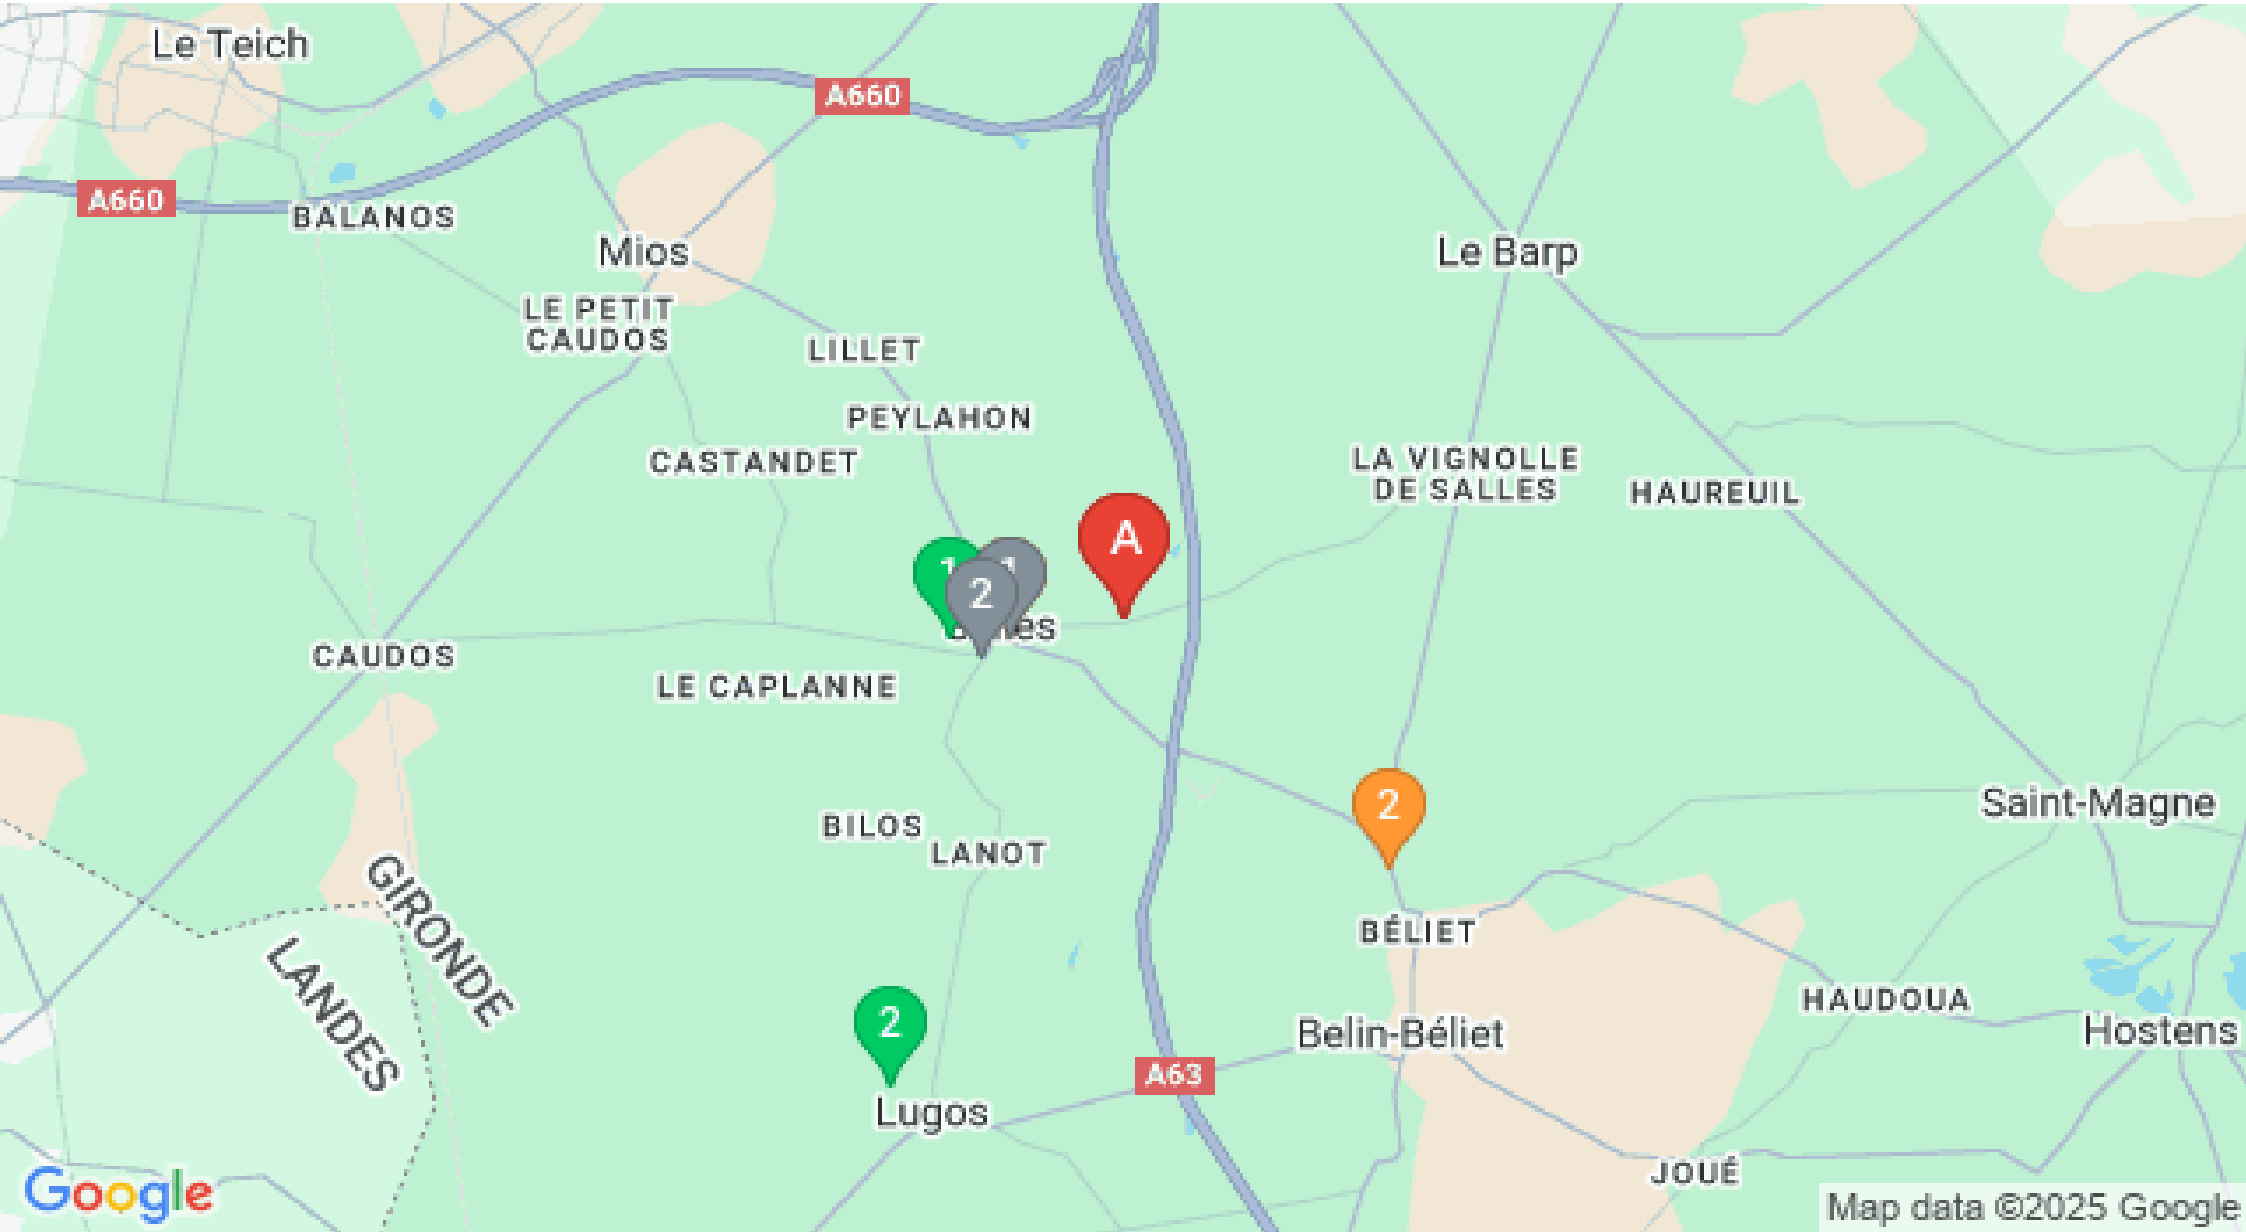 Le Teich
A660
A660
BALANOS
Mios
Le Barp
LE PETIT
CAUDOS
LILLET
PEYLAHON
CASTANDET
LA VIGNOLLE
DE SALLES
HAUREUIL
A
1
1
2
CAUDOS
LE CAPLANNE
2
Saint-Magne
BILOS
LANOT
GIRONDE
LANDES
BÉLIET
HAUDOUA
2
Belin-Béliet
Hostens
A63
Lugos
JOUÉ
Google
Map data ©2025 Google